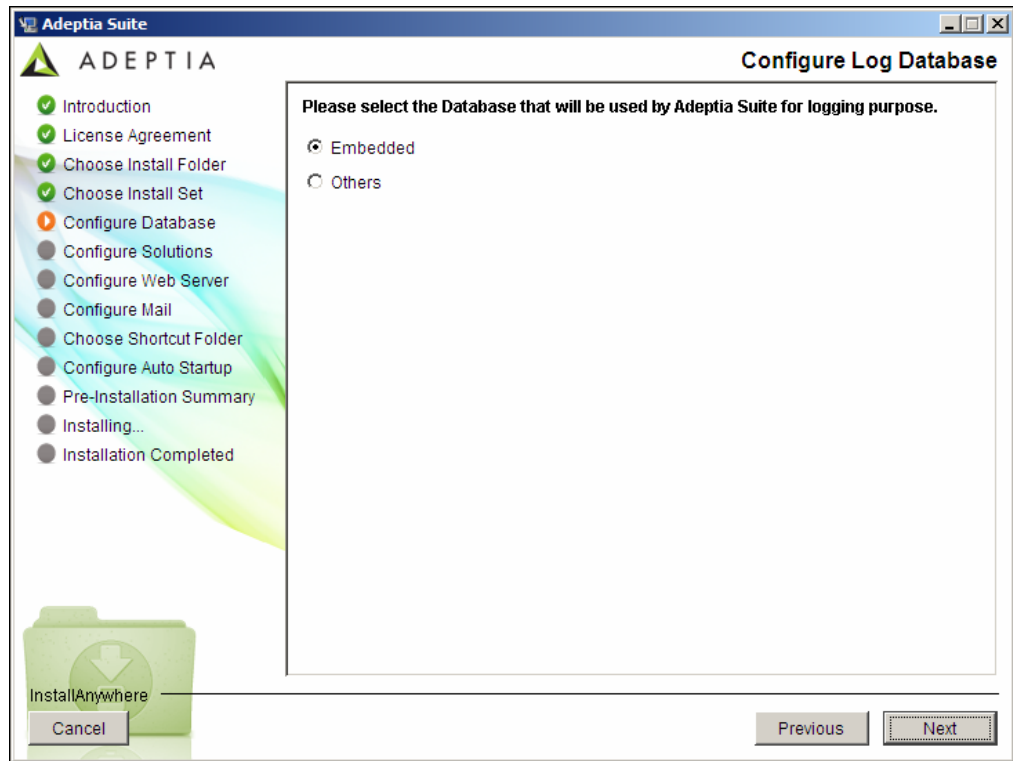 Adeptia Suite
ADEPTIA
Configure Log Database
Introduction
License Agreement
Choose Install Folder
Choose Install Set
Configure Database
Configure Solutions
Configure Web Server
Configure Mail
Choose Shortcut Folder
Configure Auto Startup
Pre-Installation Summary
Installing...
Installation Completed
Please select the Database that will be used by Adeptia Suite for logging purpose.
Embedded
Others
InstallAnywhere
Cancel
Previous
Next